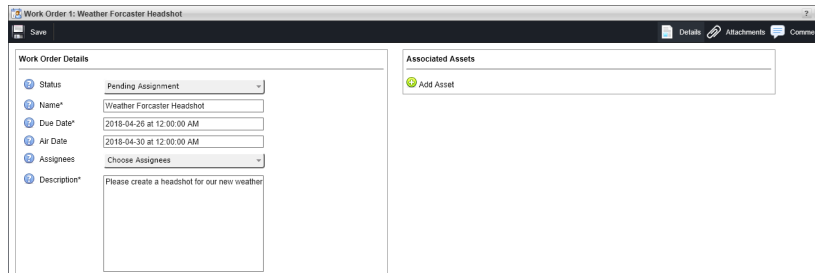 Work Order 1: Weather Forcaster Headshot
?
Save
Details
Attachments
Comme
Work Order Details
Status
Pending Assignment
Name*
Weather Forcaster Headshot
Due Date*
2018-04-26 at 12:00:00 AM
Air Date
2018-04-30 at 12:00:00 AM
Assignees
Choose Assignees
Description*
Please create a headshot for our new weather
Associated Assets
Add Asset